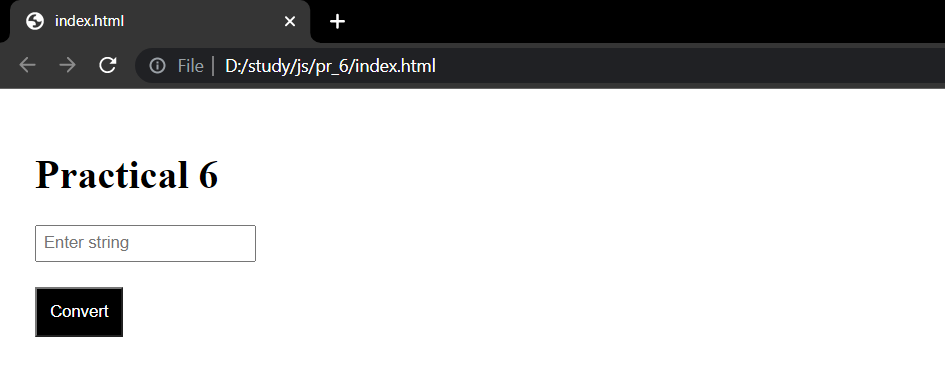 index.html
File | D:/study/js/pr_6/index.html
Practical 6
Enter string
Convert